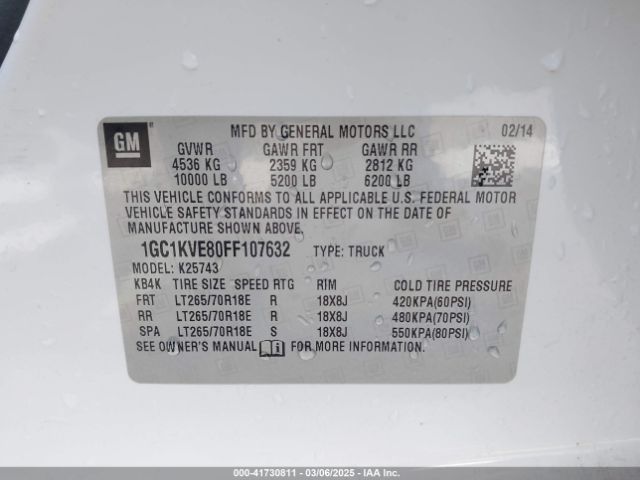 GM
MFD BY GENERAL MOTORS LLC 02/14
GVWR GAWR FRT GAWR RR
4536 KG 2359 KG 2812 KG
10000 LB 5200 LB 6200 LB
THIS VEHICLE CONFORMS TO ALL APPLICABLE U.S. FEDERAL MOTOR
VEHICLE SAFETY STANDARDS IN EFFECT ON THE DATE OF
MANUFACTURE SHOWN ABOVE.
1GC1KVE80FF107632 TYPE: TRUCK
MODEL: K25743
KB4K TIRE SIZE SPEED RTG RIM COLD TIRE PRESSURE
FRT LT265/70R18E R 18X8J 420KPA(60PSI)
RR LT265/70R18E R 18X8J 480KPA(70PSI)
SPA LT265/70R18E S 18X8J 550KPA(80PSI)
SEE OWNER'S MANUAL FOR MORE INFORMATION.
© - 41730811 - 03/06/2025 - IAA, Inc.